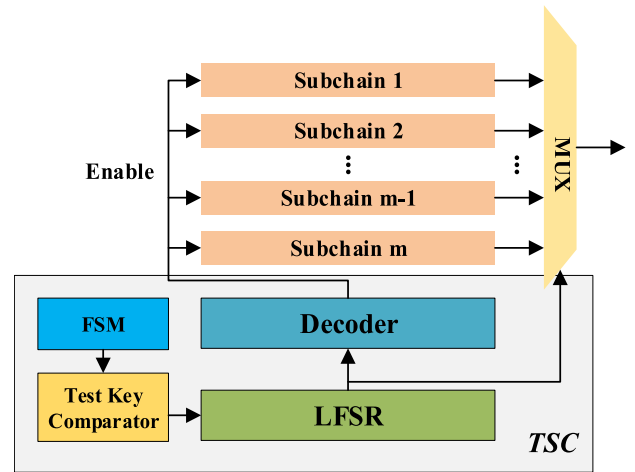 Subchain 1
Subchain 2
...
...
Enable
Subchain m-1
Subchain m
MUX
FSM
Decoder
Test Key
Comparator
LFSR
TSC